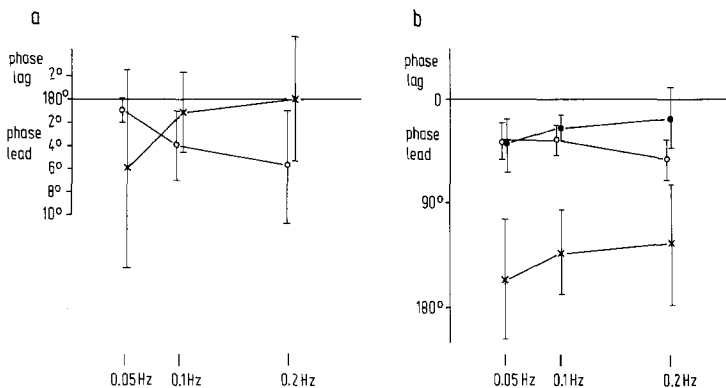 a
phase lag
2°
180°
phase lead
2°
4°
6°
8°
10°
0.05 Hz
0.1 Hz
0.2 Hz
b
phase lag
0
phase lead
90°
180°
0.05 Hz
0.1 Hz
0.2 Hz